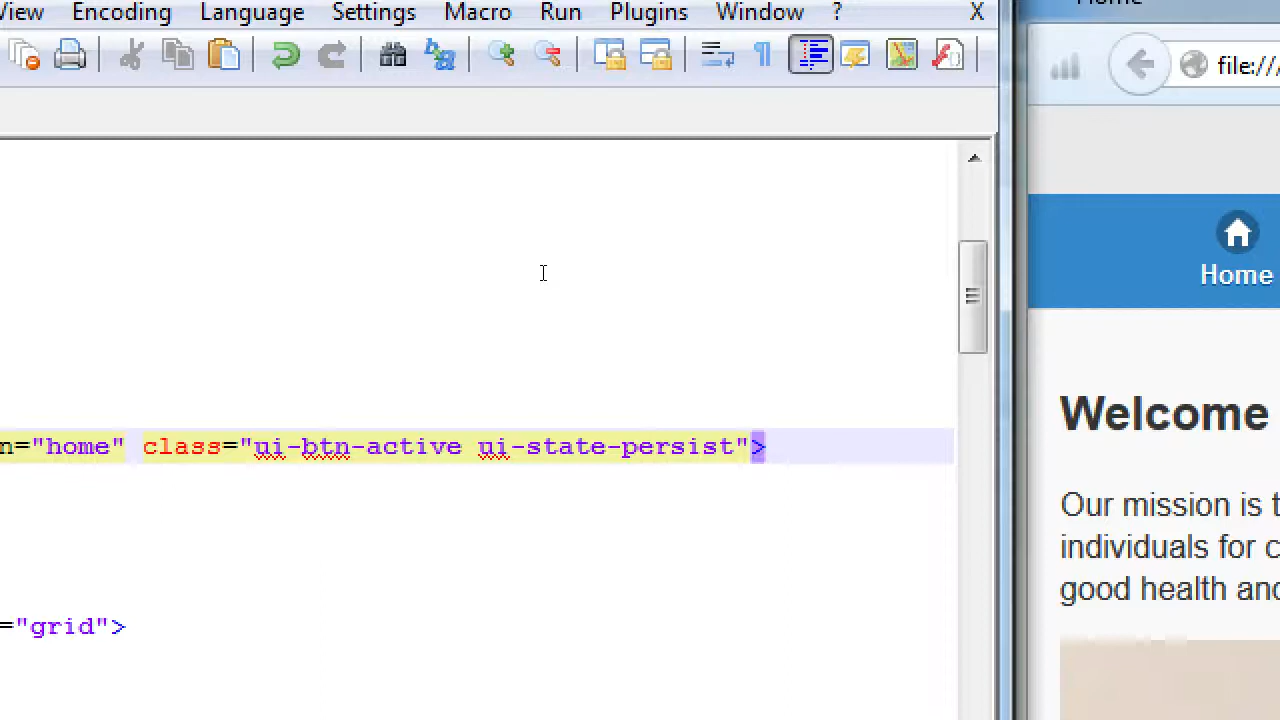 View Encoding Language Settings Macro Run Plugins Window ? X
file:///
Home
n="home" class="ui-btn-active ui-state-persist">
="grid">
Home
Welcome
Our mission is t
individuals for c
good health and